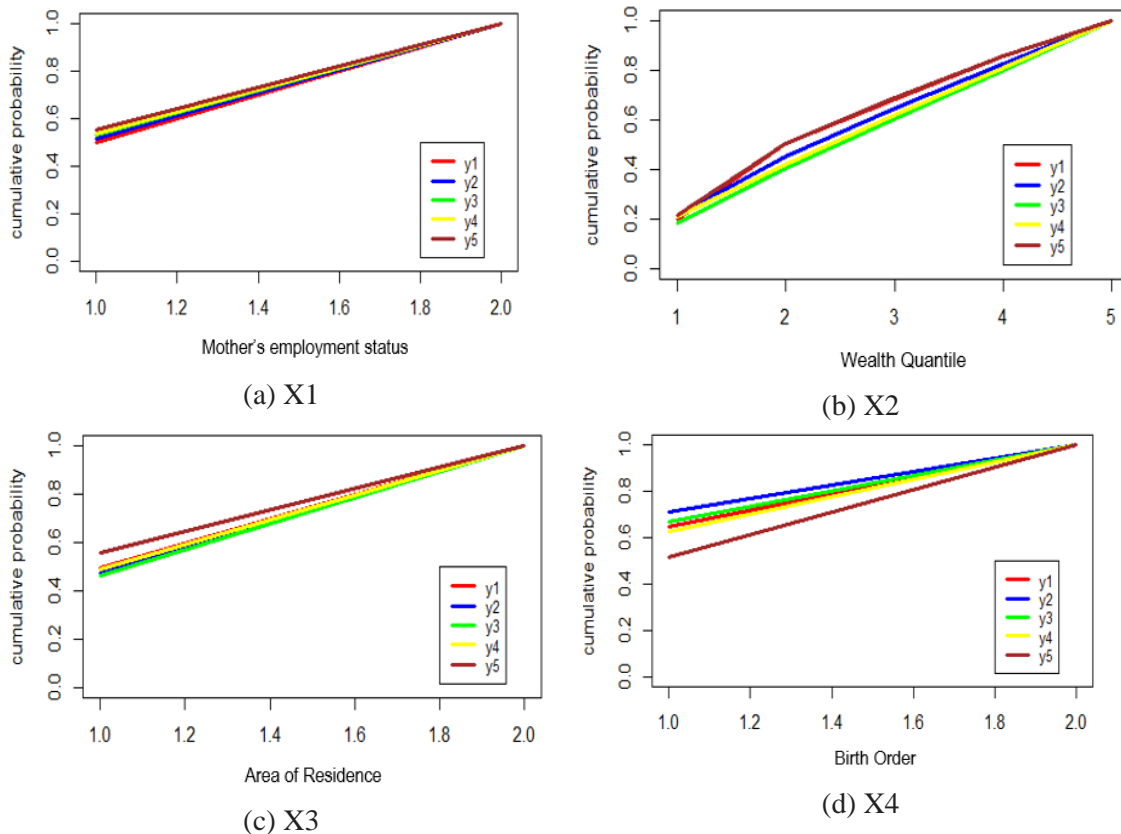 cumulative probability
0.0 0.2 0.4 0.6 0.8 1.0
y1
y2
y3
y4
y5
1.0 1.2 1.4 1.6 1.8 2.0
Mother's employment status
(a) X1
cumulative probability
0.0 0.2 0.4 0.6 0.8 1.0
y1
y2
y3
y4
y5
1 2 3 4 5
Wealth Quantile
(b) X2
cumulative probability
0.0 0.2 0.4 0.6 0.8 1.0
y1
y2
y3
y4
y5
1.0 1.2 1.4 1.6 1.8 2.0
Area of Residence
(c) X3
cumulative probability
0.0 0.2 0.4 0.6 0.8 1.0
y1
y2
y3
y4
y5
1.0 1.2 1.4 1.6 1.8 2.0
Birth Order
(d) X4